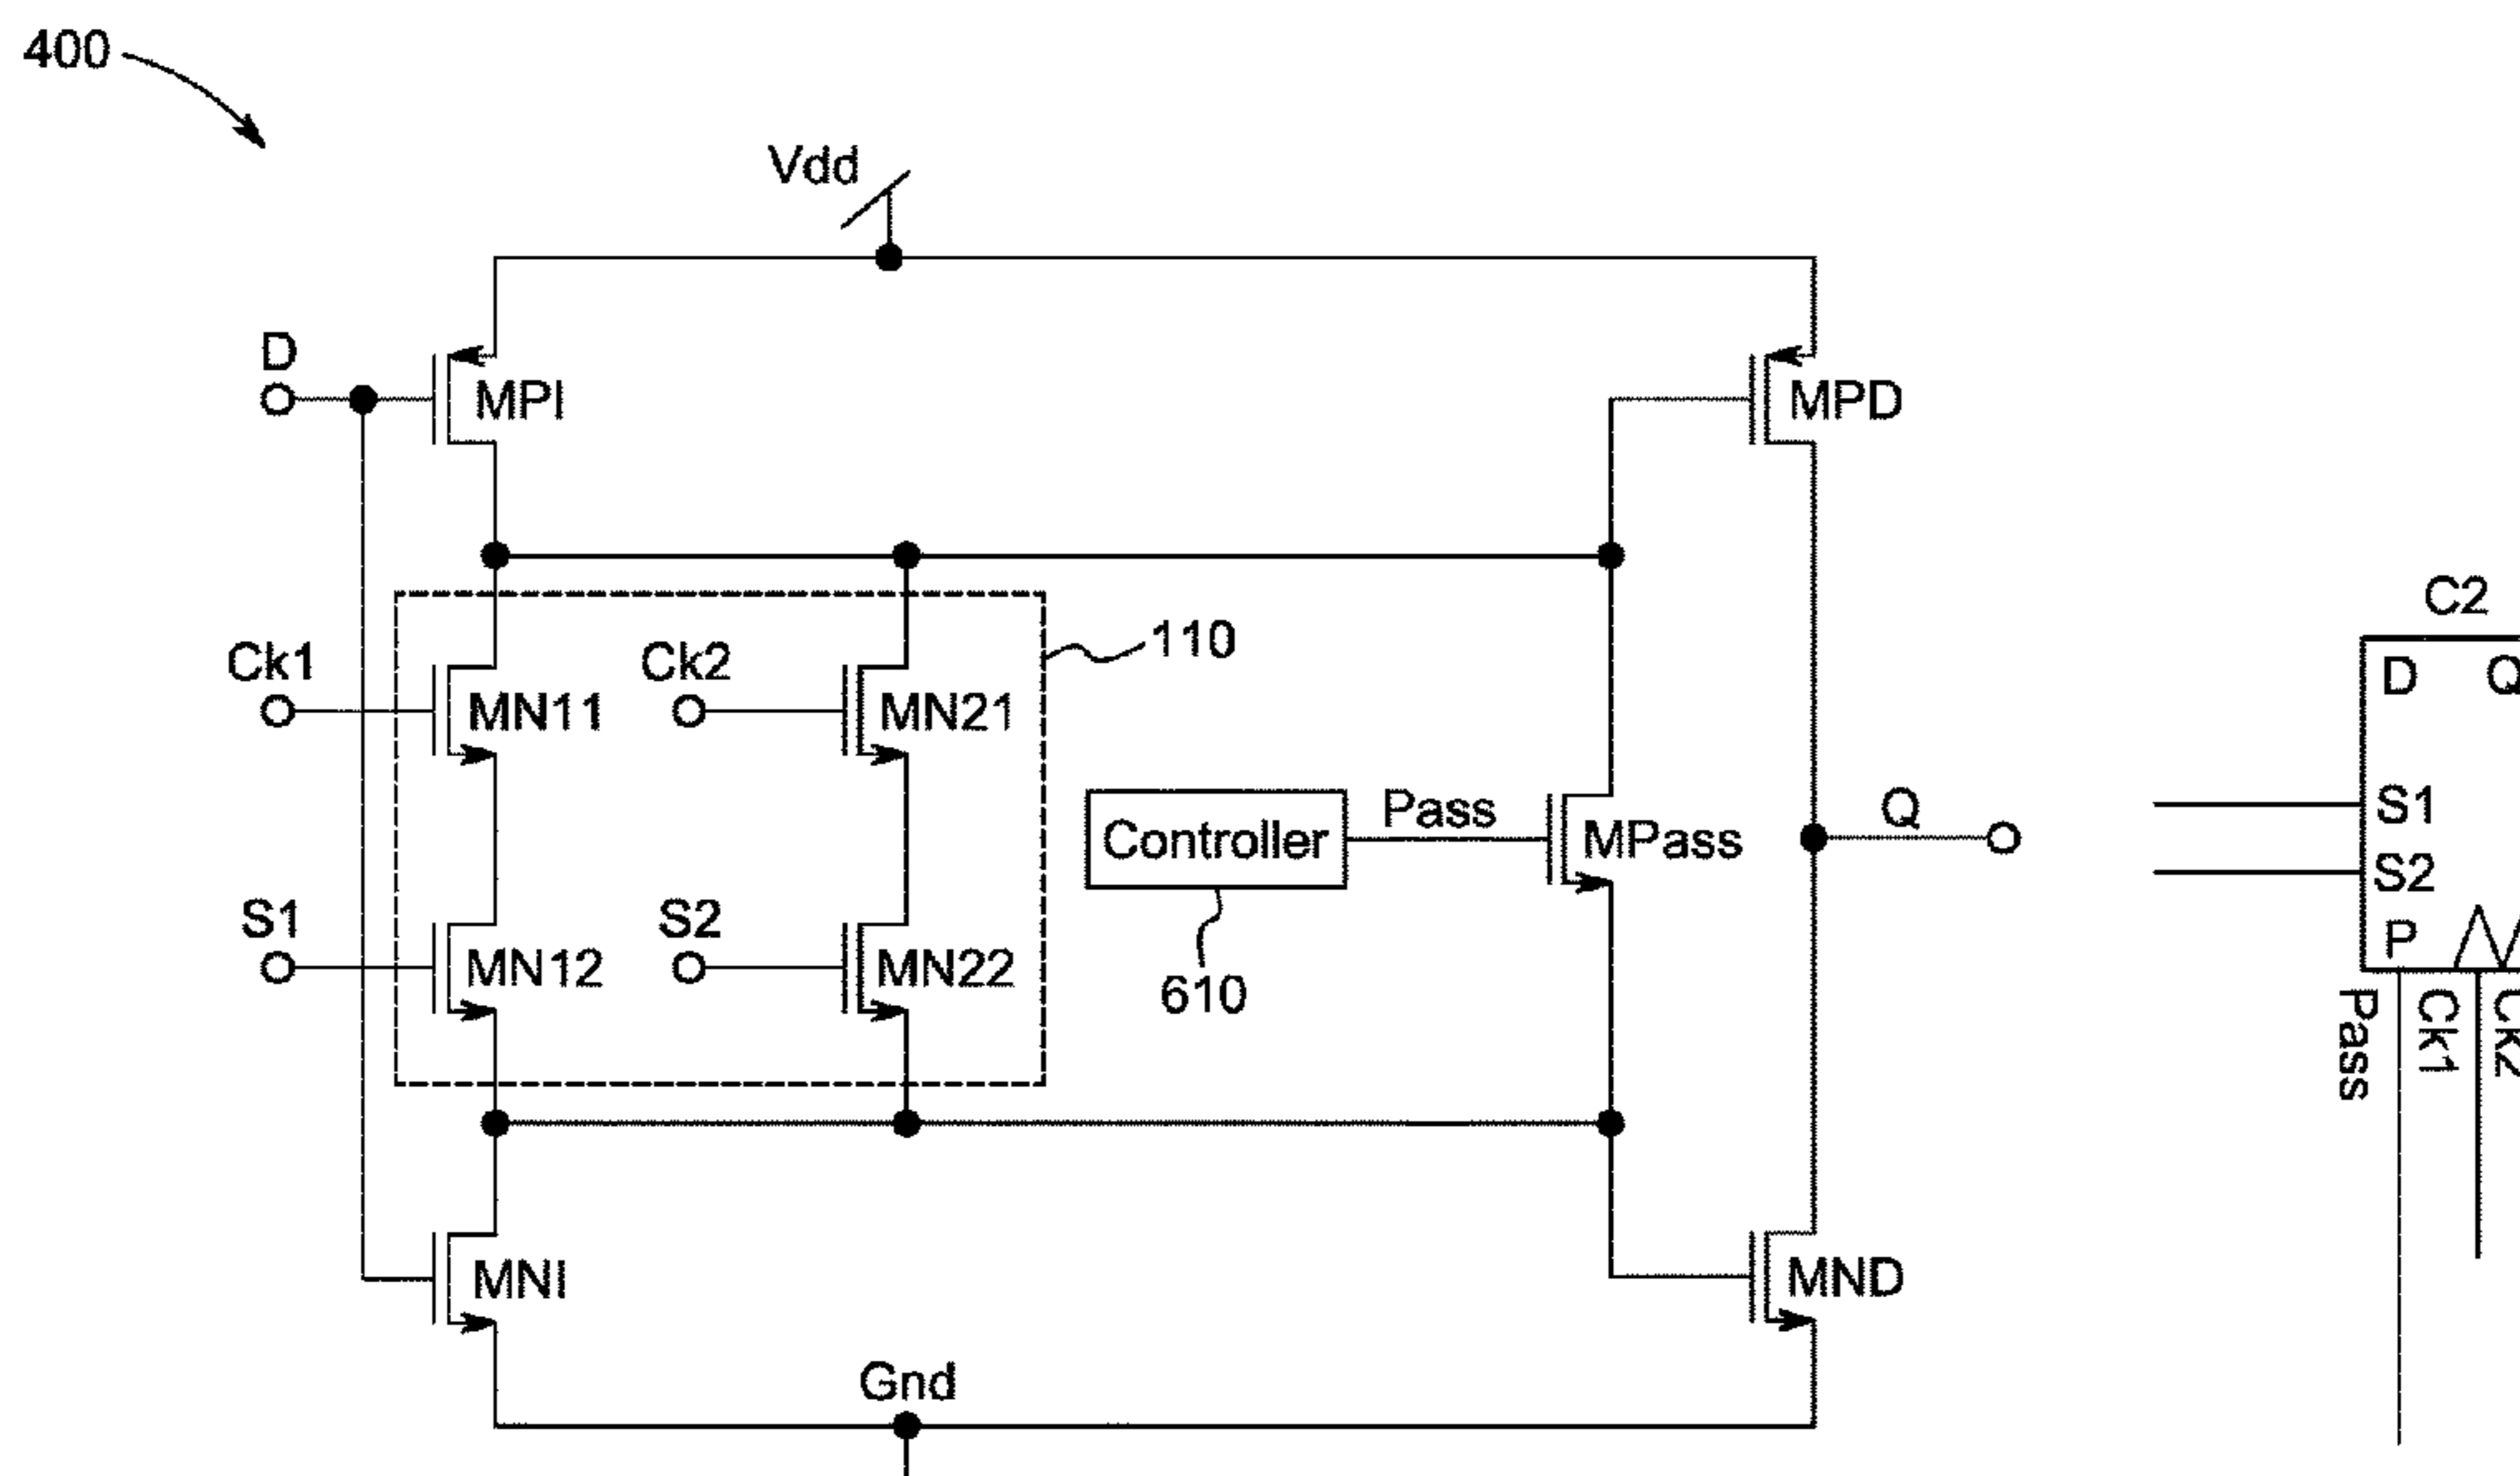 400
Vdd
D
MPI
MPD
C2
Ck1
Ck2
110
D Q
MN11
MN21
Controller
Pass
MPass
Q
S1
S2
S1
S2
MN12
MN22
610
P
Pass
Ck1
Ck2
MNI
MND
Gnd